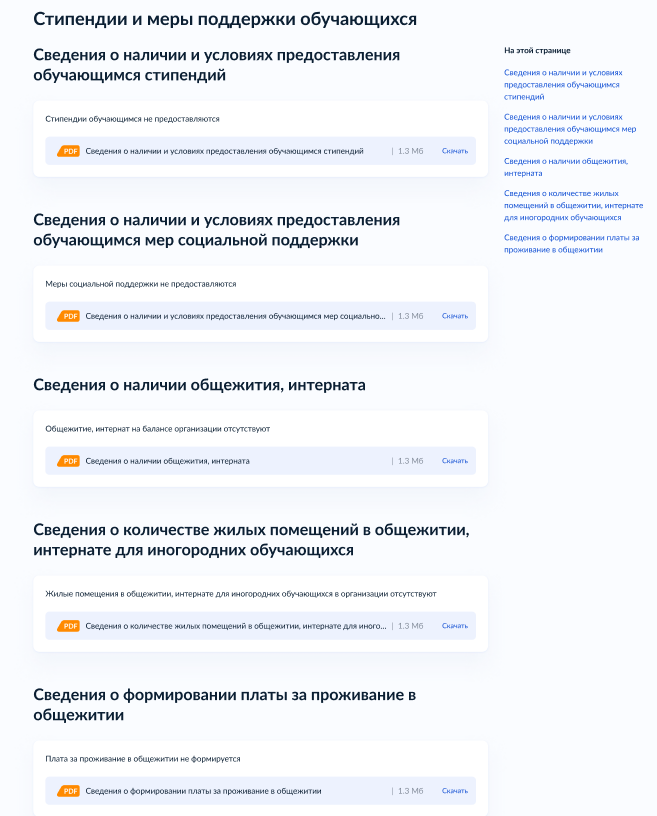 Стипендии и меры поддержки обучающихся
Сведения о наличии и условиях предоставления
обучающимся стипендий
Стипендии обучающимся не предоставляются
PDF Сведения о наличии и условиях предоставления обучающимся стипендий | 1.3 Мб Скачать
Сведения о наличии и условиях предоставления
обучающимся мер социальной поддержки
Меры социальной поддержки не предоставляются
PDF Сведения о наличии и условиях предоставления обучающимся мер социально... | 1.3 Мб Скачать
Сведения о наличии общежития, интерната
Общежитие, интернат на балансе организации отсутствуют
PDF Сведения о наличии общежития, интерната | 1.3 Мб Скачать
Сведения о количестве жилых помещений в общежитии,
интернате для иногородних обучающихся
Жилые помещения в общежитии, интернате для иногородних обучающихся в организации отсутствуют
PDF Сведения о количестве жилых помещений в общежитии, интернате для иного... | 1.3 Мб Скачать
Сведения о формировании платы за проживание в
общежитии
Плата за проживание в общежитии не формируется
PDF Сведения о формировании платы за проживание в общежитии | 1.3 Мб Скачать
На этой странице
Сведения о наличии и условиях
предоставления обучающимся
стипендий
Сведения о наличии и условиях
предоставления обучающимся мер
социальной поддержки
Сведения о наличии общежития,
интерната
Сведения о количестве жилых
помещений в общежитии, интернате
для иногородних обучающихся
Сведения о формировании платы за
проживание в общежитии